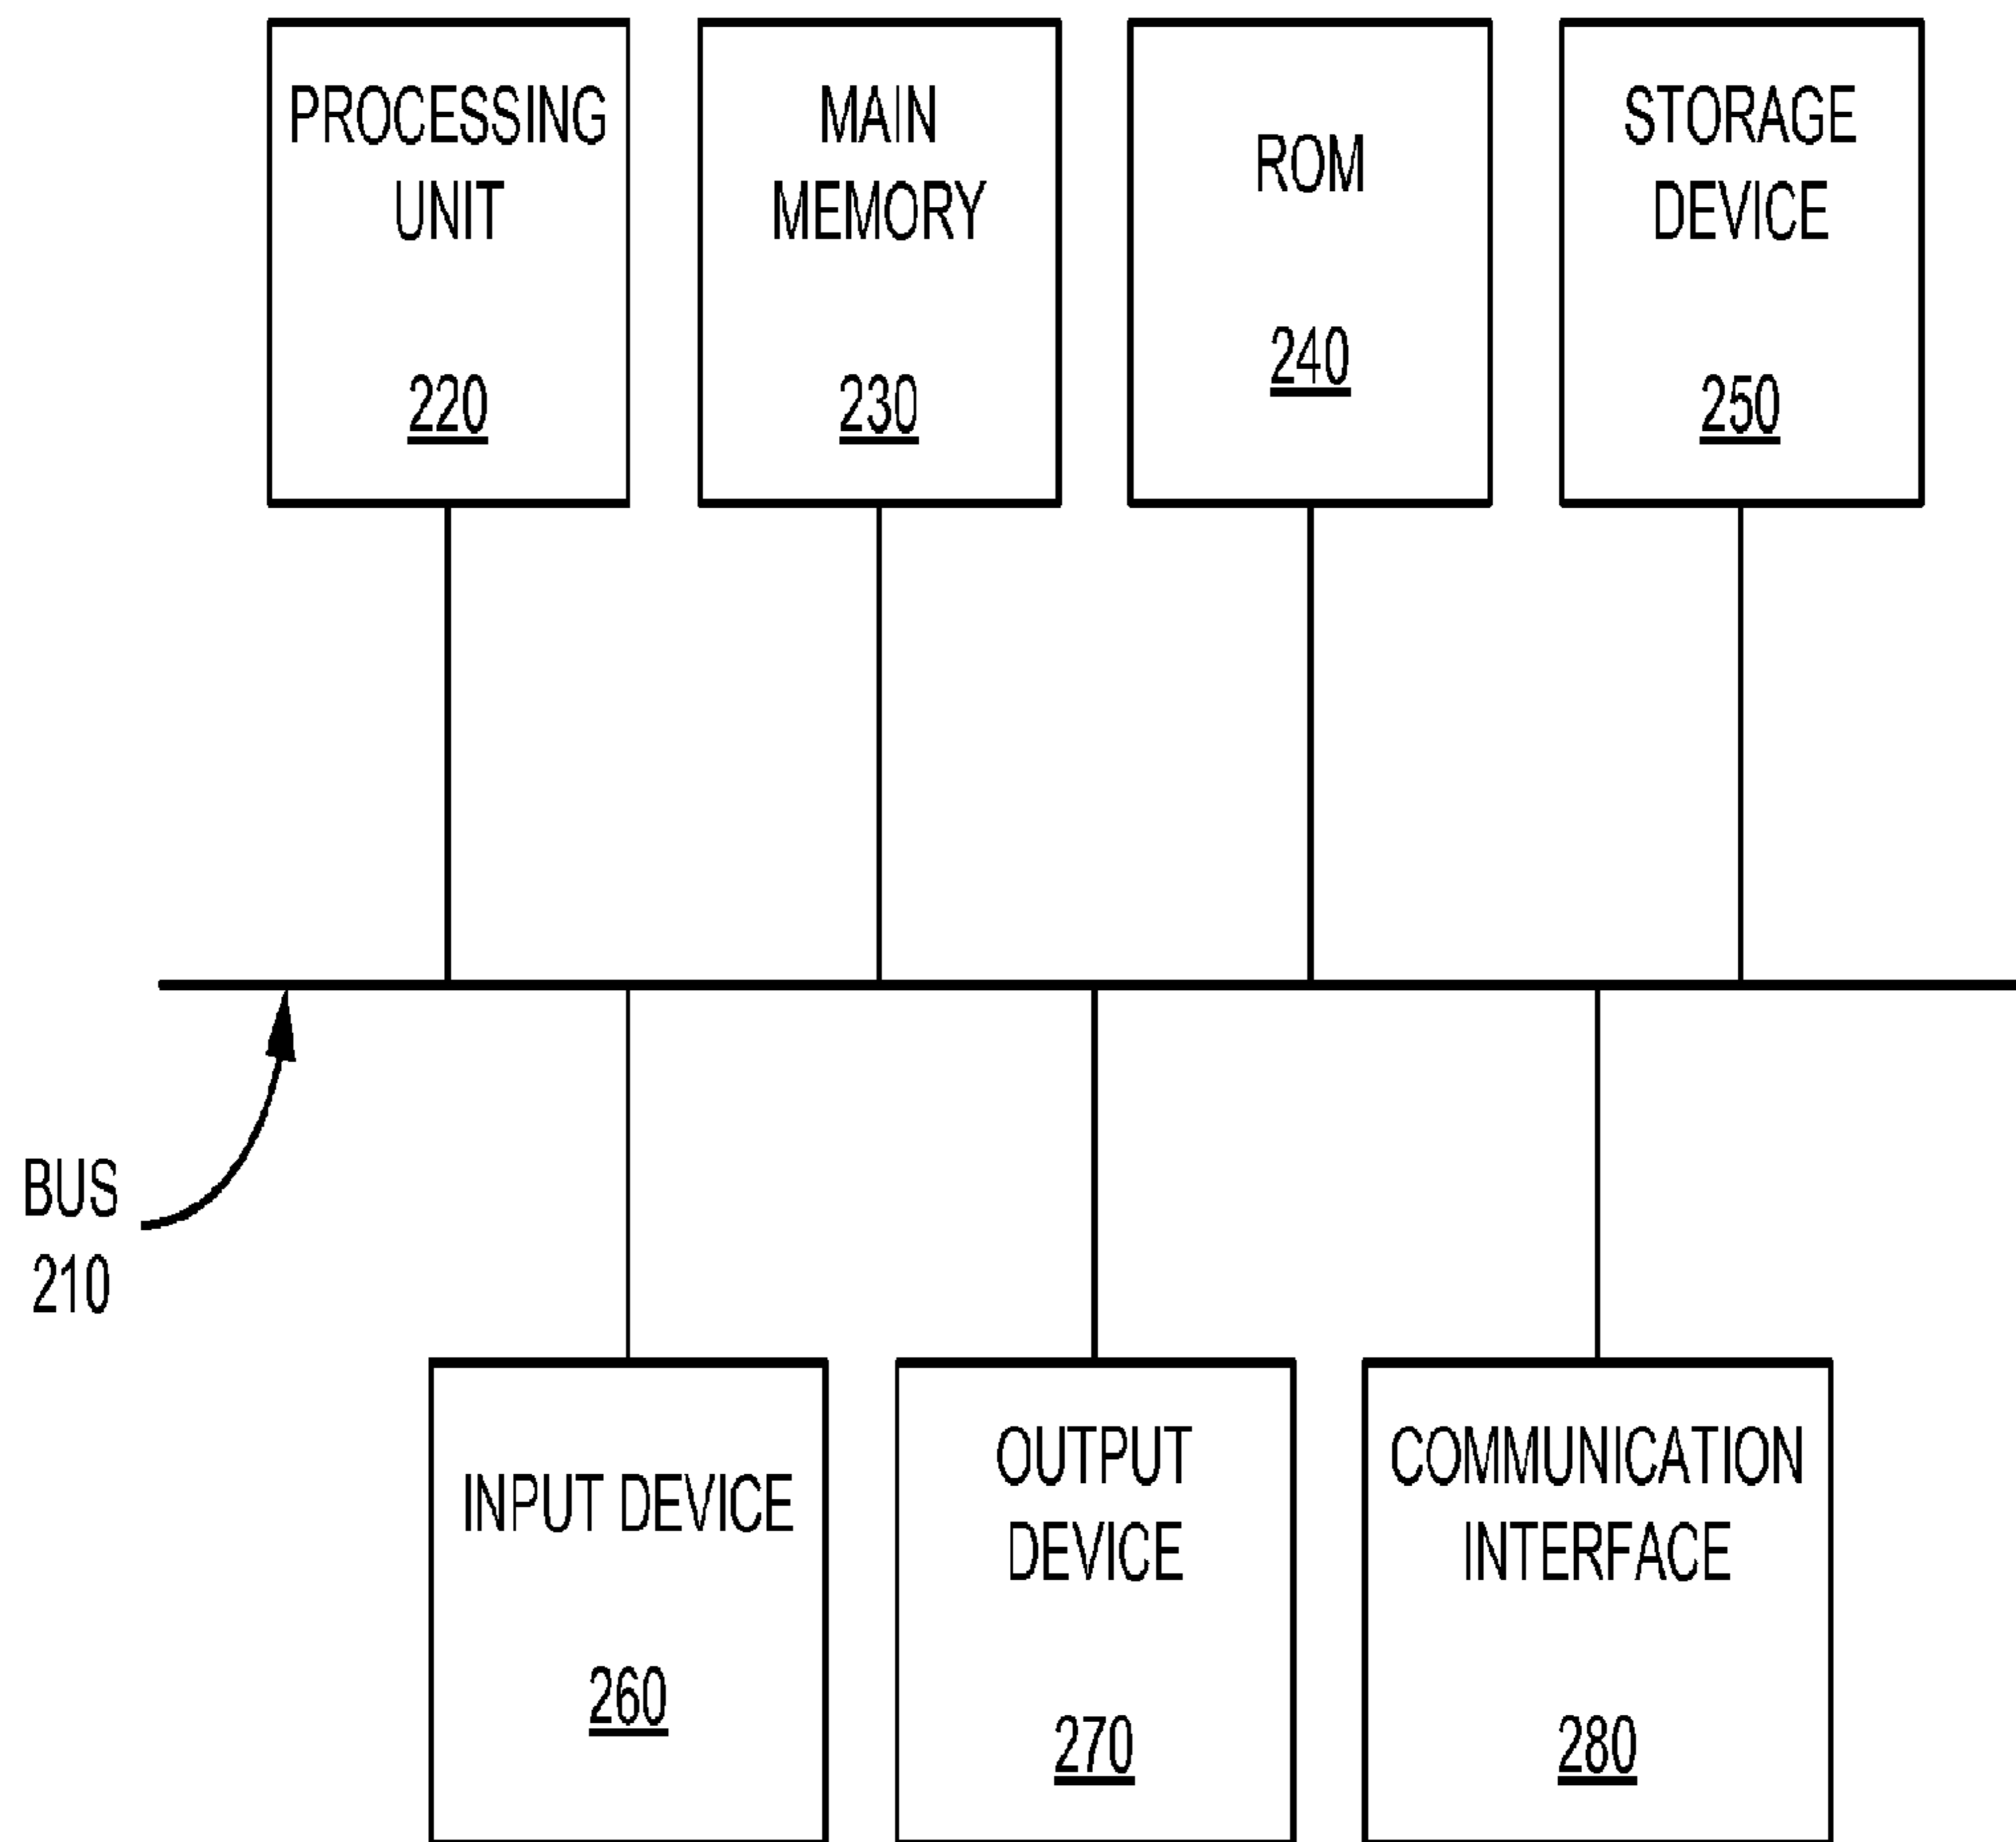 PROCESSING
UNIT
220
MAIN
MEMORY
230
ROM
240
STORAGE
DEVICE
250
BUS
210
INPUT DEVICE
260
OUTPUT
DEVICE
270
COMMUNICATION
INTERFACE
280